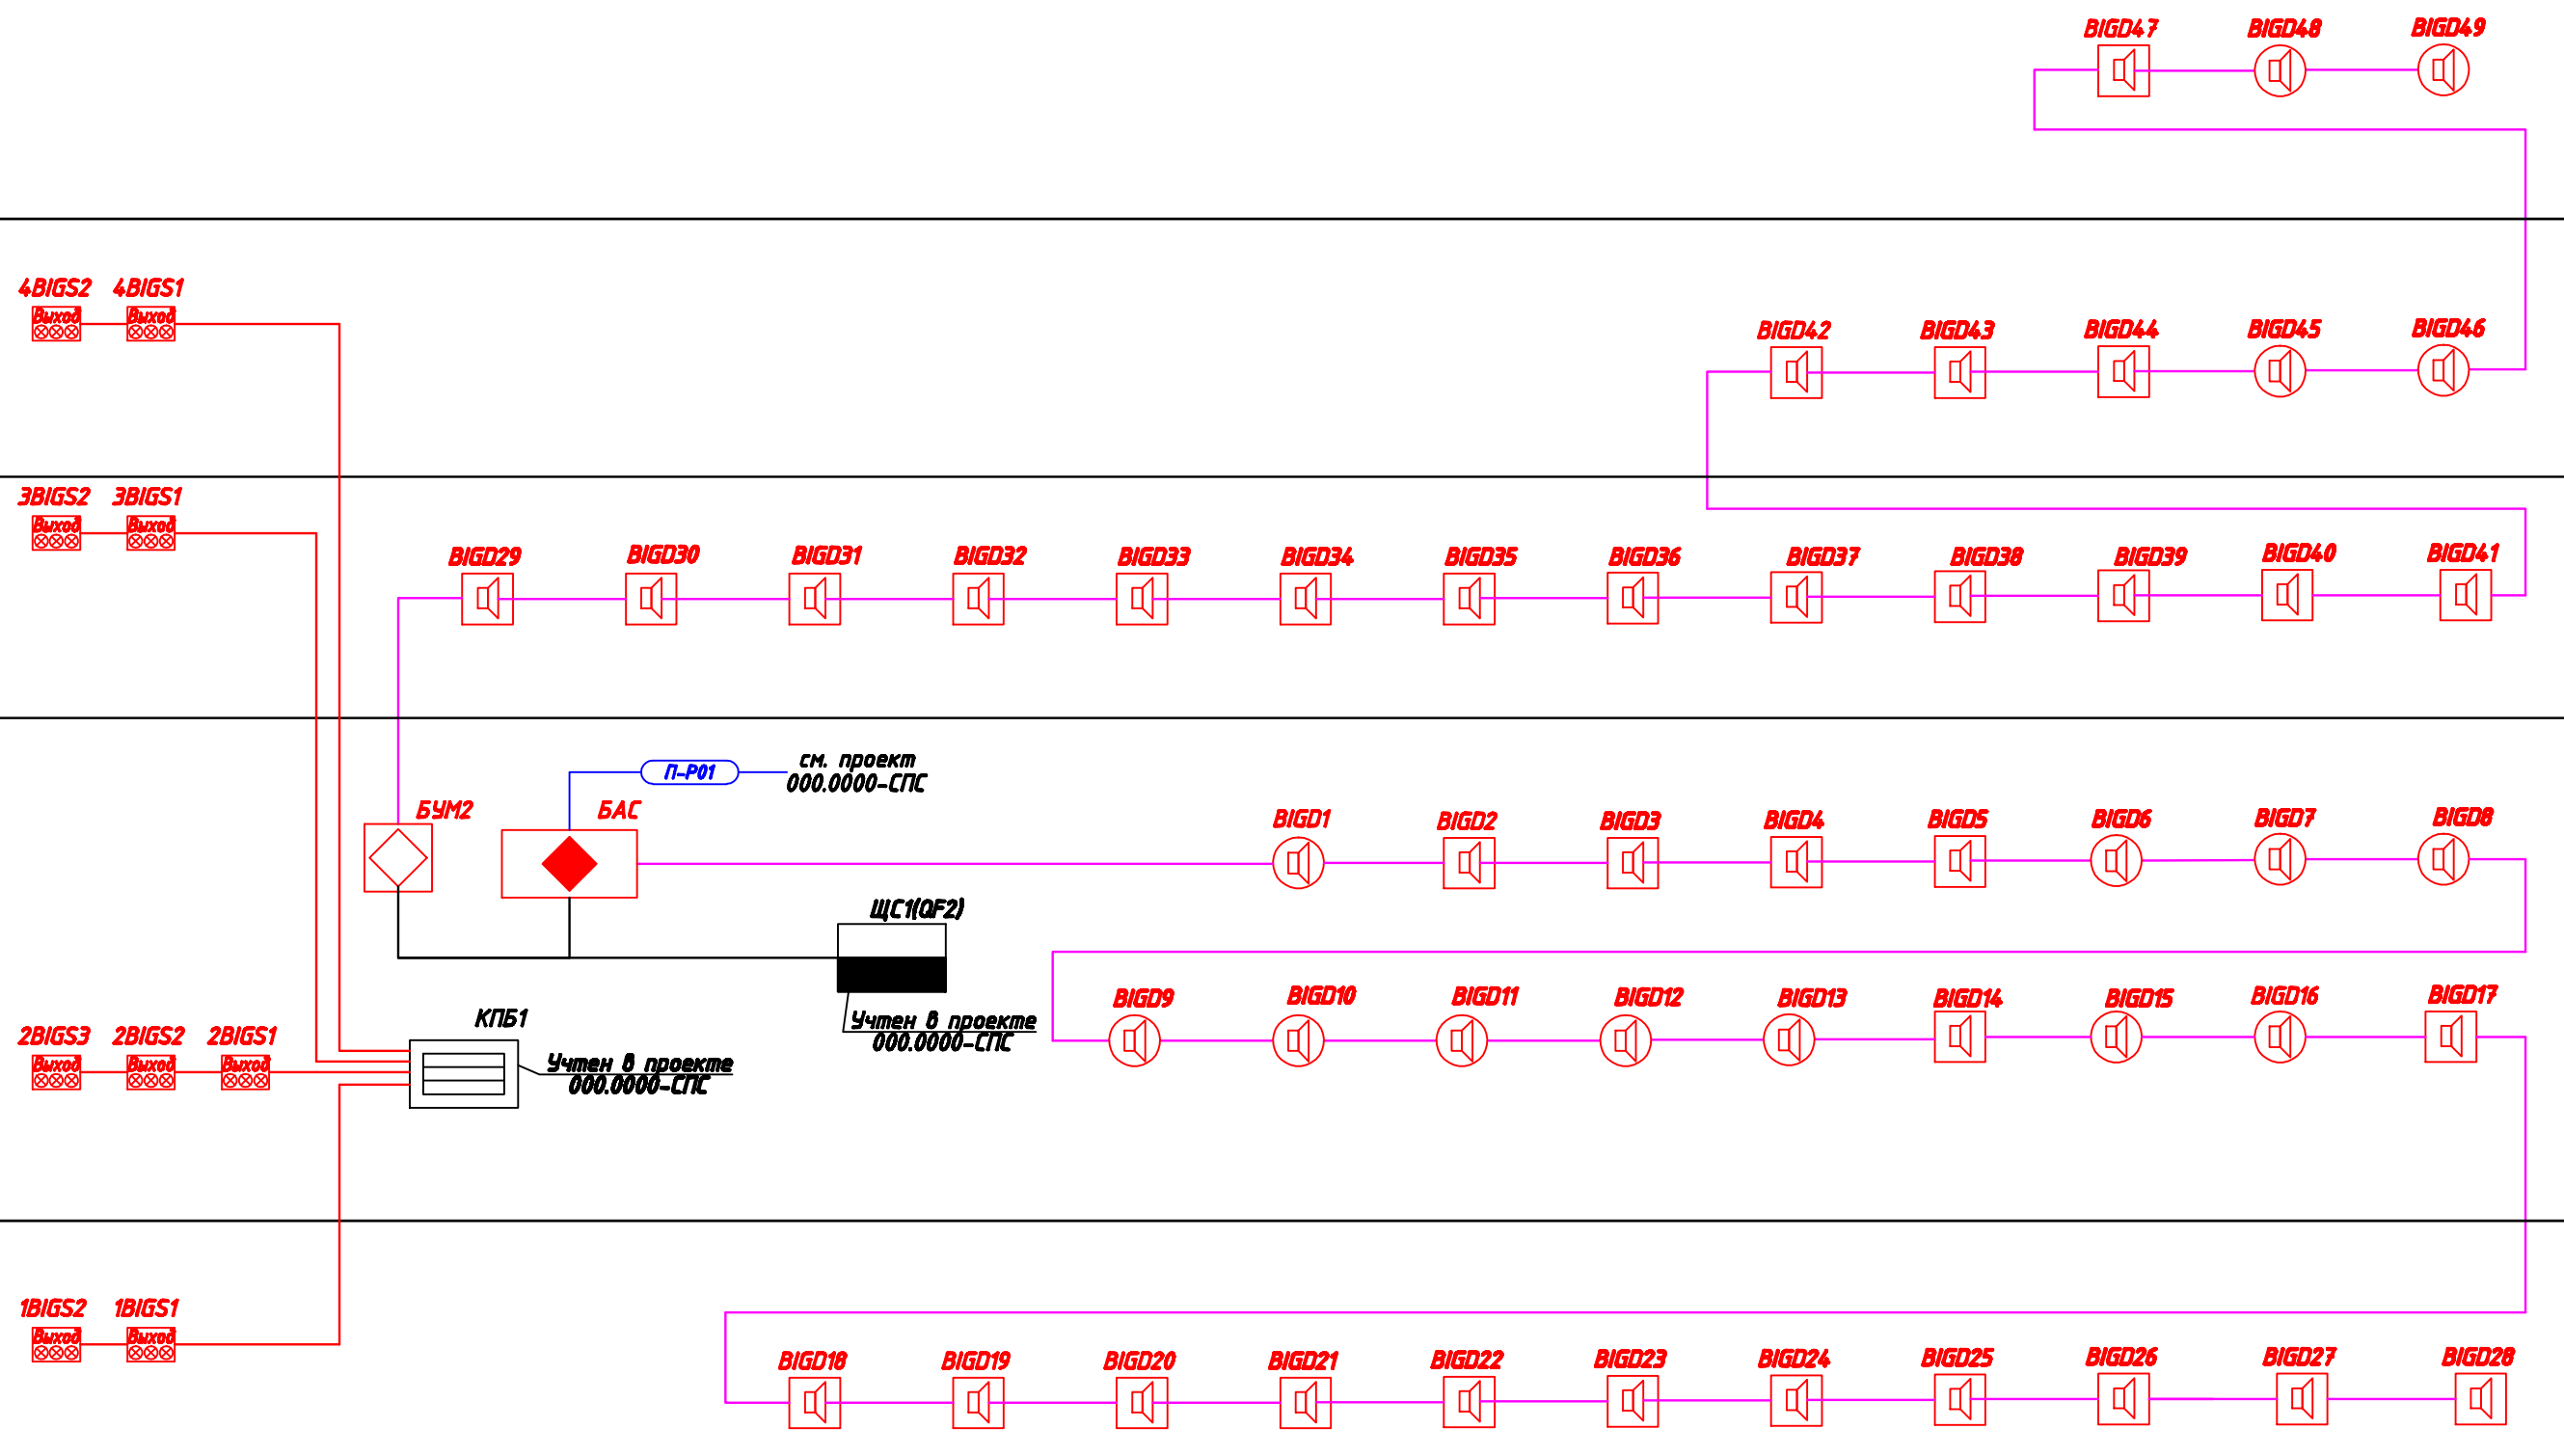 BIGD47 BIGD48 BIGD49
4BIGS2 4BIGS1
Выход Выход
BIGD42 BIGD43 BIGD44 BIGD45 BIGD46
3BIGS2 3BIGS1
Выход Выход
BIGD29 BIGD30 BIGD31 BIGD32 BIGD33 BIGD34 BIGD35 BIGD36 BIGD37 BIGD38 BIGD39 BIGD40 BIGD41
П-Р01
см. проект
000.0000-СПС
БУМ2 БАС
BIGD1 BIGD2 BIGD3 BIGD4 BIGD5 BIGD6 BIGD7 BIGD8
ЩС1(QF2)
Учтен в проекте
000.0000-СПС
BIGD9 BIGD10 BIGD11 BIGD12 BIGD13 BIGD14 BIGD15 BIGD16 BIGD17
КПБ1
Учтен в проекте
000.0000-СПС
2BIGS3 2BIGS2 2BIGS1
Выход Выход Выход
1BIGS2 1BIGS1
Выход Выход
BIGD18 BIGD19 BIGD20 BIGD21 BIGD22 BIGD23 BIGD24 BIGD25 BIGD26 BIGD27 BIGD28